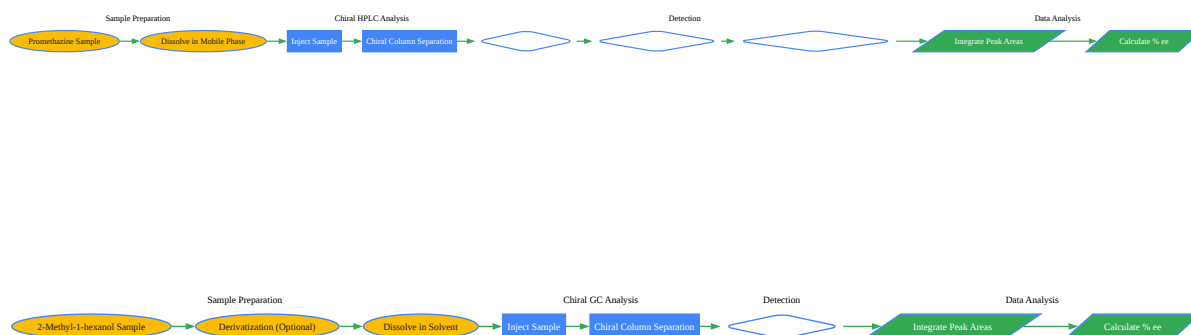 Sample Preparation
Chiral HPLC Analysis
Detection
Data Analysis
Promethazine Sample
Dissolve in Mobile Phase
Inject Sample
Chiral Column Separation
Integrate Peak Areas
Calculate % ee
Sample Preparation
Chiral GC Analysis
Detection
Data Analysis
2-Methyl-1-hexanol Sample
Derivatization (Optional)
Dissolve in Solvent
Inject Sample
Chiral Column Separation
Integrate Peak Areas
Calculate % ee